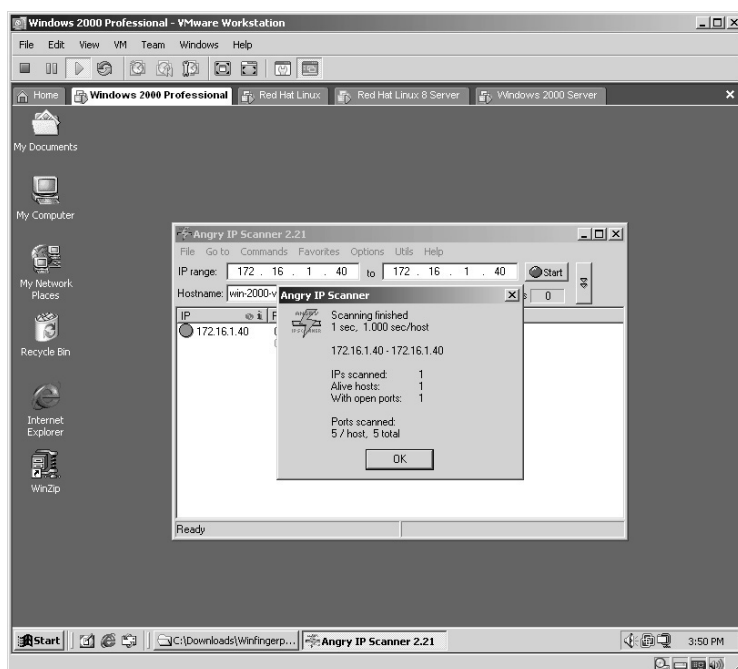 Windows 2000 Professional - VMware Workstation
File Edit View VM Team Windows Help
Home Windows 2000 Professional Red Hat Linux Red Hat Linux 8 Server Windows 2000 Server
My Documents
My Computer
My Network
Places
Recycle Bin
Internet
Explorer
WinZip
Angry IP Scanner 2.21
File Go to Commands Favorites Options Utils Help
IP range: 172 . 16 . 1 . 40 to 172 . 16 . 1 . 40 Start
Hostname: win-2000-v 0
IP
172.16.1.40
Ready
Angry IP Scanner
Scanning finished
1 sec, 1.000 sec/host
172.16.1.40 - 172.16.1.40
IPs scanned: 1
Alive hosts: 1
With open ports: 1
Ports scanned:
5 / host, 5 total
OK
Start C:\Downloads\Winfingerp... Angry IP Scanner 2.21 3:50 PM